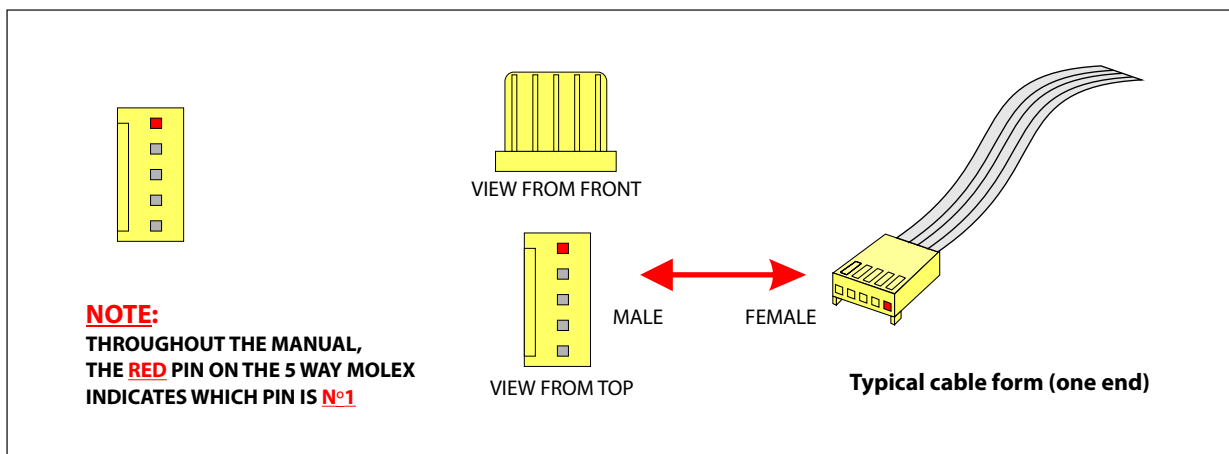 VIEW FROM FRONT
MALE
FEMALE
NOTE:
THROUGHOUT THE MANUAL,
THE RED PIN ON THE 5 WAY MOLEX
INDICATES WHICH PIN IS Nº1
VIEW FROM TOP
Typical cable form (one end)